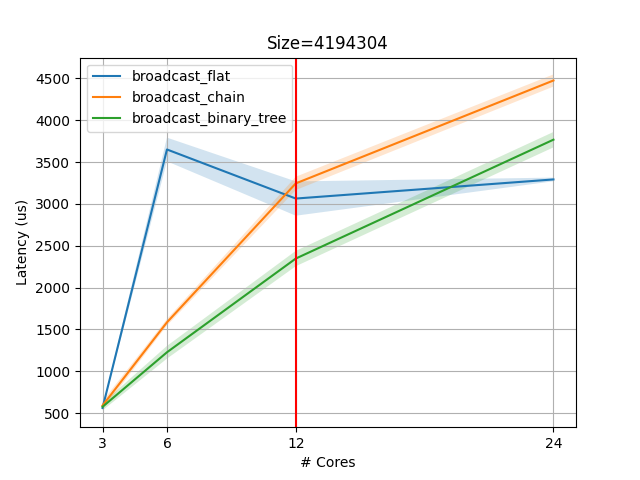 Size=4194304
broadcast_flat
broadcast_chain
broadcast_binary_tree
Latency (us)
4500
4000
3500
3000
2500
2000
1500
1000
500
3 6 12 24
# Cores